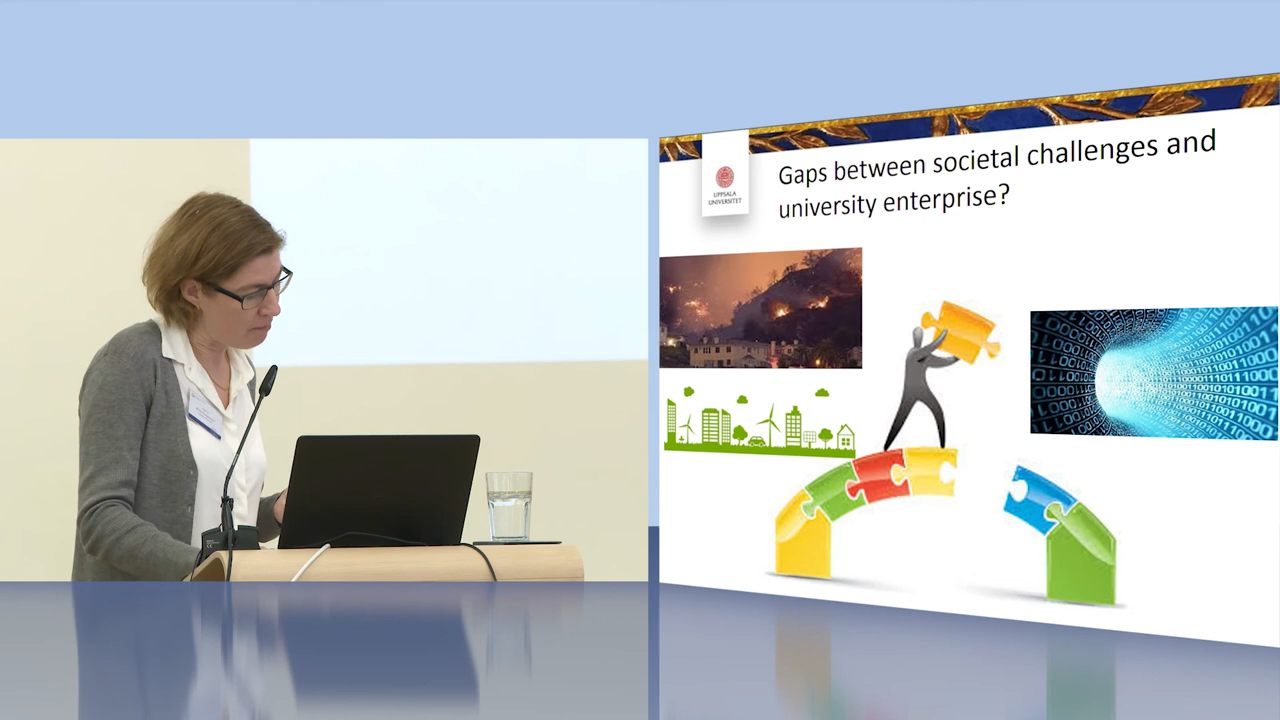 Gaps between societal challenges and
university enterprise?
UPPSALA
UNIVERSITET